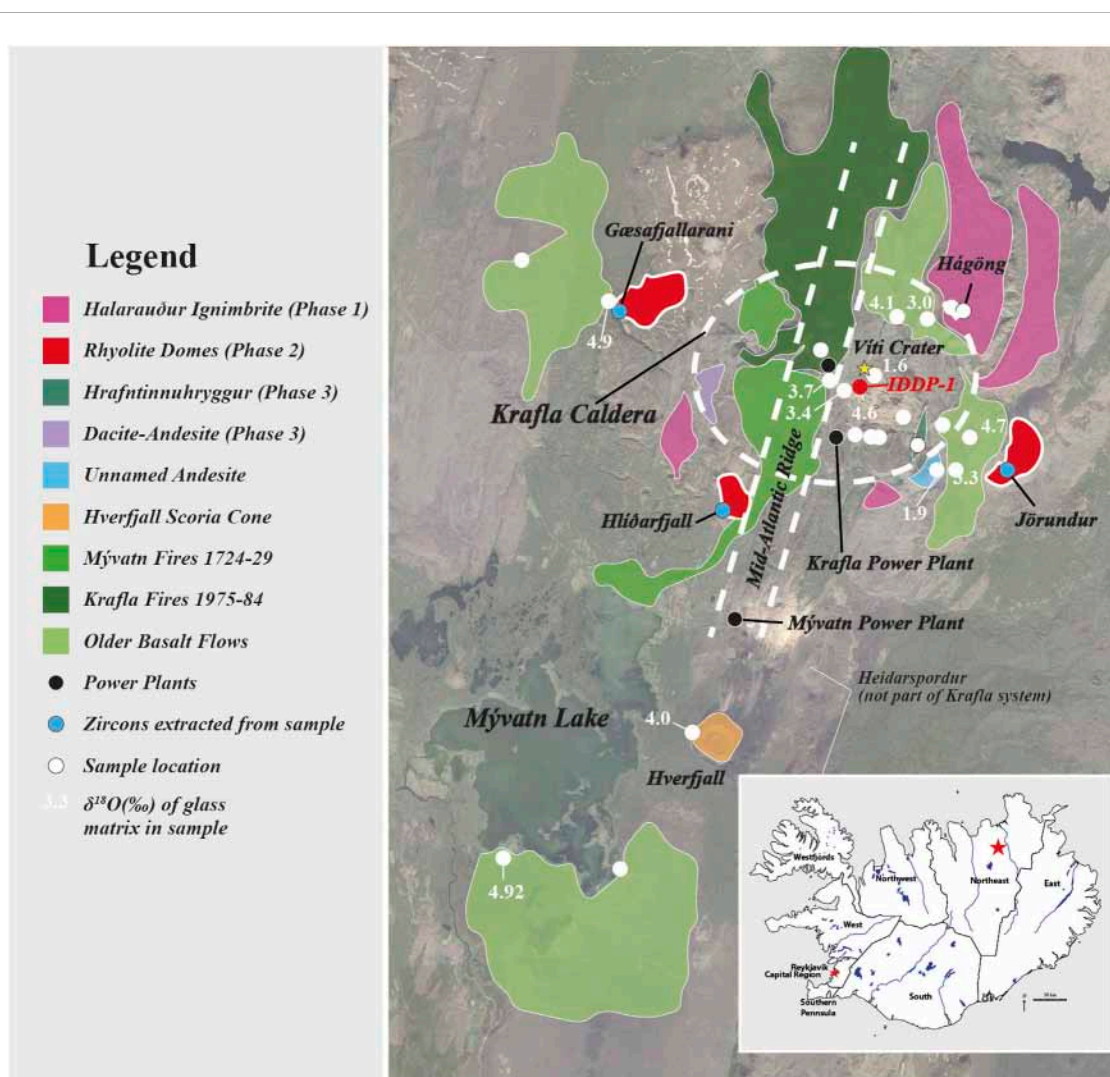 Legend
Halarauður Ignimbrite (Phase 1)
Rhyolite Domes (Phase 2)
Hrafntinnuhryggur (Phase 3)
Dacite-Andesite (Phase 3)
Unnamed Andesite
Hverfjall Scoria Cone
Mývatn Fires 1724-29
Krafla Fires 1975-84
Older Basalt Flows
Power Plants
Zircons extracted from sample
Sample location
3.3 δ¹⁸O(‰) of glass
matrix in sample
Gæsafjallarani
4.9
Hágöng
4.1
3.0
Víti Crater
1.6
IDDP-1
3.7
3.4
4.6
Krafla Caldera
4.7
3.3
1.9
Jörundur
Hlíðarfjall
Mid-Atlantic Ridge
Krafla Power Plant
Mývatn Power Plant
Heidarspordur
(not part of Krafla system)
Mývatn Lake
4.0
Hverfjall
4.92
Westfjords
Northwest
Northeast
East
West
Reykjavik
Capital Region
Southern
Pennsula
South